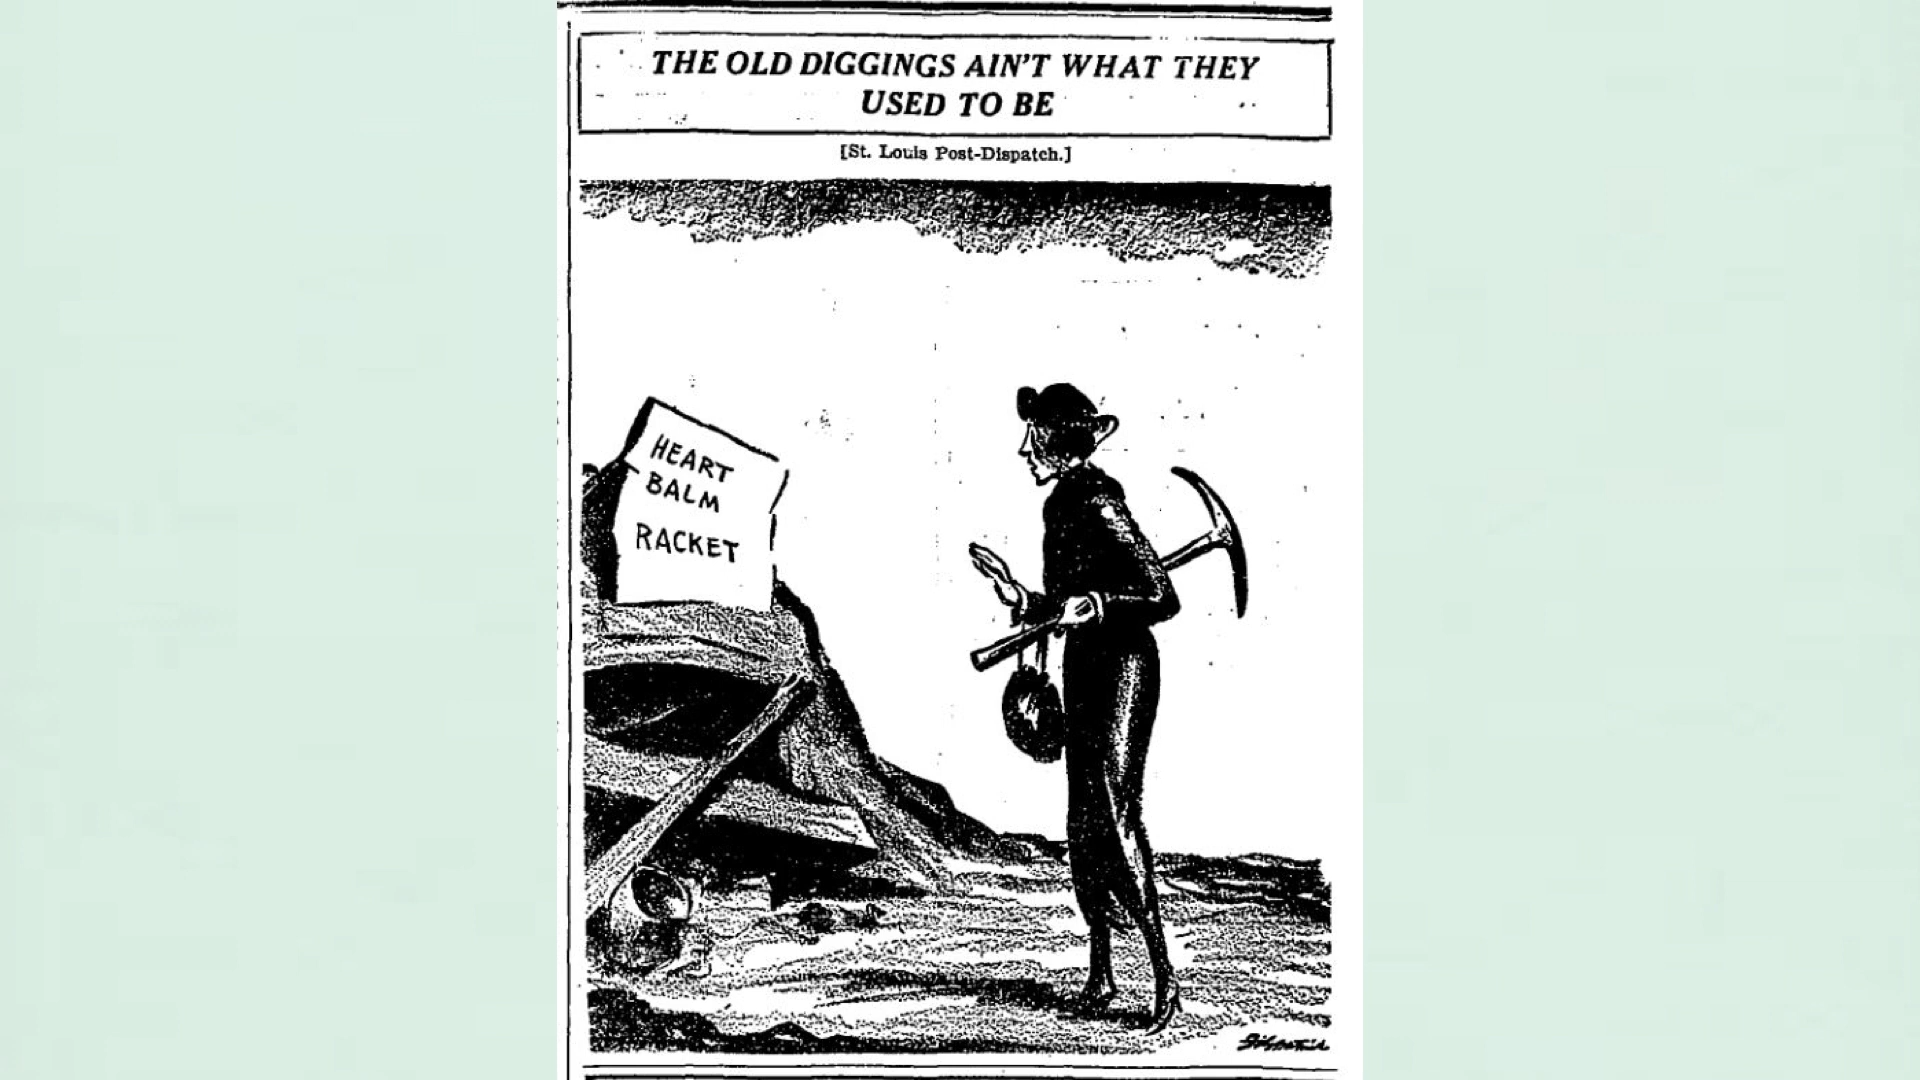 THE OLD DIGGINGS AIN'T WHAT THEY
USED TO BE
[St. Louis Post-Dispatch.]
HEART
BALM
RACKET